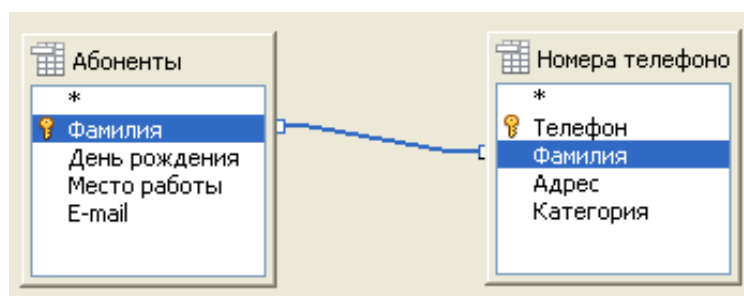 Абоненты
*
Фамилия
День рождения
Место работы
E-mail
Номера телефоно
*
Телефон
Фамилия
Адрес
Категория